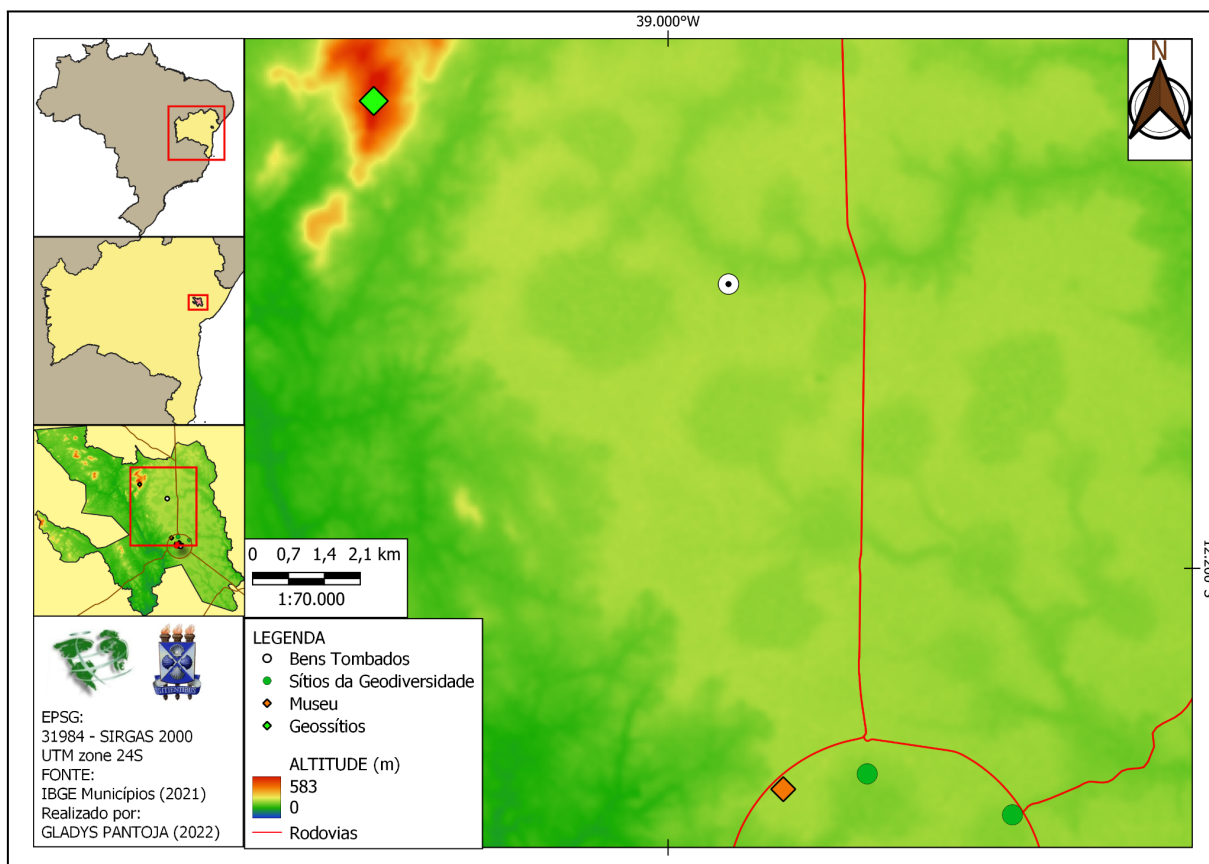 39.000°W
N
0 0,7 1,4 2,1 km
1:70.000
LEGENDA
Bens Tombados
Sítios da Geodiversidade
Museu
Geossítios
ALTITUDE (m)
583
0
Rodovias
SITIENTIBUS
EPSG:
31984 - SIRGAS 2000
UTM zone 24S
FONTE:
IBGE Municípios (2021)
Realizado por:
GLADYS PANTOJA (2022)